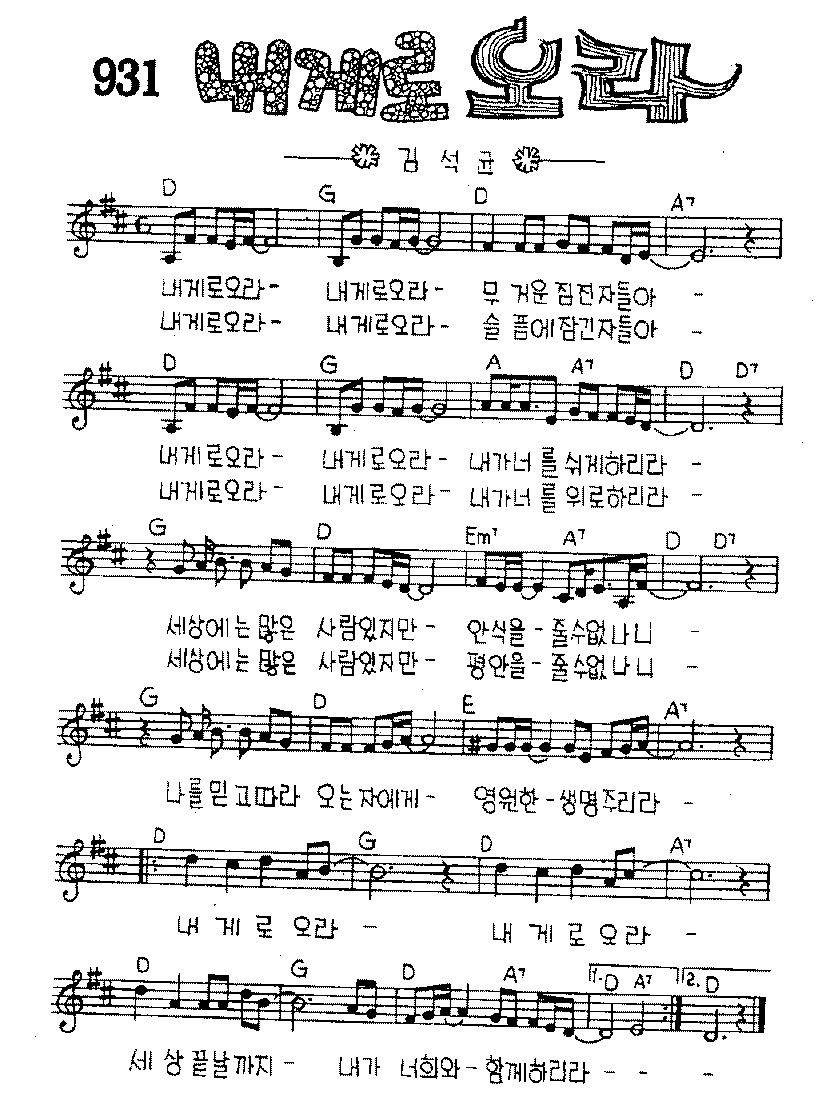 931 내게로 오라
김석균
D G D A7
내게로오라- 내게로오라- 무 거운짐진자들아 -
내게로오라- 내게로오라- 슬 픔에잠긴자들아 -
D G A A7 D D7
내게로오라- 내게로오라- 내가너를쉬게하리라 -
내게로오라- 내게로오라- 내가너를위로하리라 -
G D Em7 A7 D D7
세상에는많은 사람있지만- 안식을-줄수없나니 -
세상에는많은 사람있지만- 평안을-줄수없나니 -
G D E A7
나를믿고따라 오는자에게- 영원한-생명주리라 -
D G D A7
내 게 로 오라 - 내 게 로 오라 -
D G D A7 1. D A7 2. D
세 상끝날까지- 내가 너희와-함께하리라 - - -